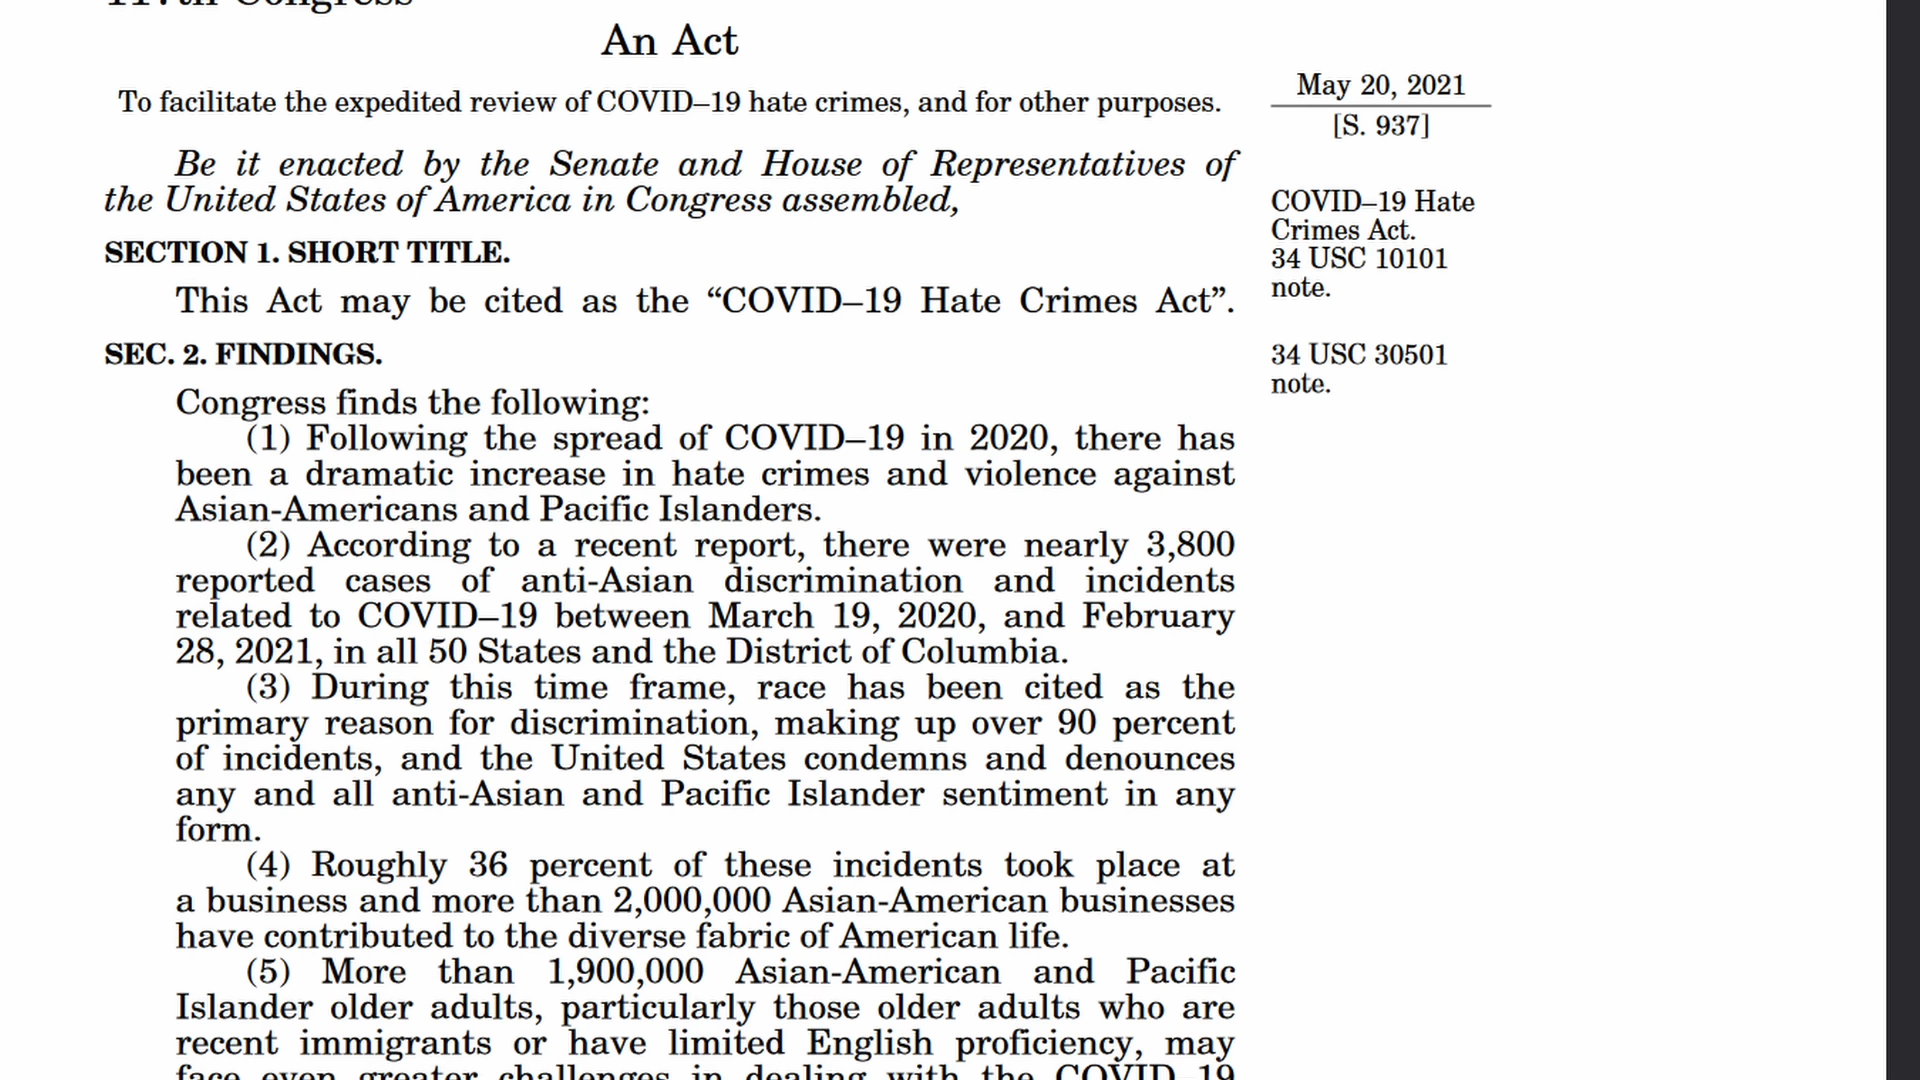 117th Congress
An Act
To facilitate the expedited review of COVID–19 hate crimes, and for other purposes.
May 20, 2021
[S. 937]
Be it enacted by the Senate and House of Representatives of
the United States of America in Congress assembled,
SECTION 1. SHORT TITLE.
This Act may be cited as the “COVID–19 Hate Crimes Act”.
COVID–19 Hate
Crimes Act.
34 USC 10101
note.
SEC. 2. FINDINGS.
34 USC 30501
note.
Congress finds the following:
(1) Following the spread of COVID–19 in 2020, there has
been a dramatic increase in hate crimes and violence against
Asian-Americans and Pacific Islanders.
(2) According to a recent report, there were nearly 3,800
reported cases of anti-Asian discrimination and incidents
related to COVID–19 between March 19, 2020, and February
28, 2021, in all 50 States and the District of Columbia.
(3) During this time frame, race has been cited as the
primary reason for discrimination, making up over 90 percent
of incidents, and the United States condemns and denounces
any and all anti-Asian and Pacific Islander sentiment in any
form.
(4) Roughly 36 percent of these incidents took place at
a business and more than 2,000,000 Asian-American businesses
have contributed to the diverse fabric of American life.
(5) More than 1,900,000 Asian-American and Pacific
Islander older adults, particularly those older adults who are
recent immigrants or have limited English proficiency, may
face even greater challenges in dealing with the COVID–19